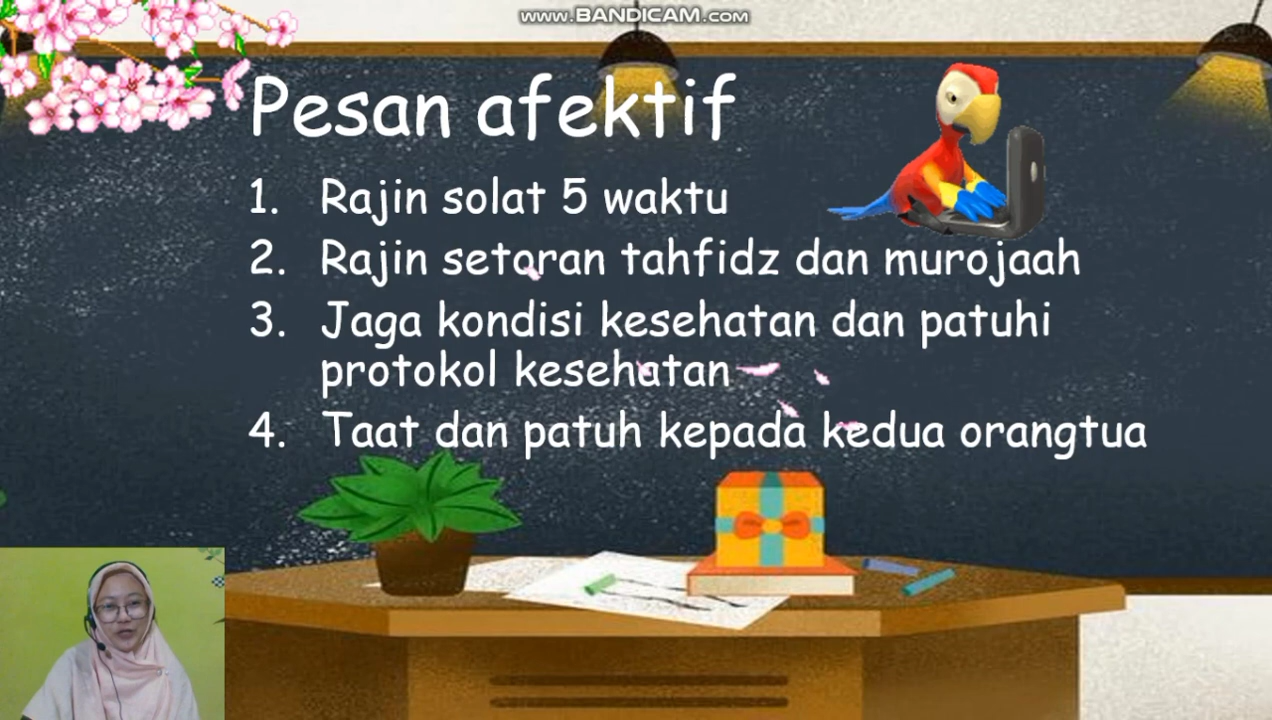 www.BANDICAM.com
Pesan afektif
1. Rajin solat 5 waktu
2. Rajin setoran tahfidz dan murojaah
3. Jaga kondisi kesehatan dan patuhi
protokol kesehatan
4. Taat dan patuh kepada kedua orangtua